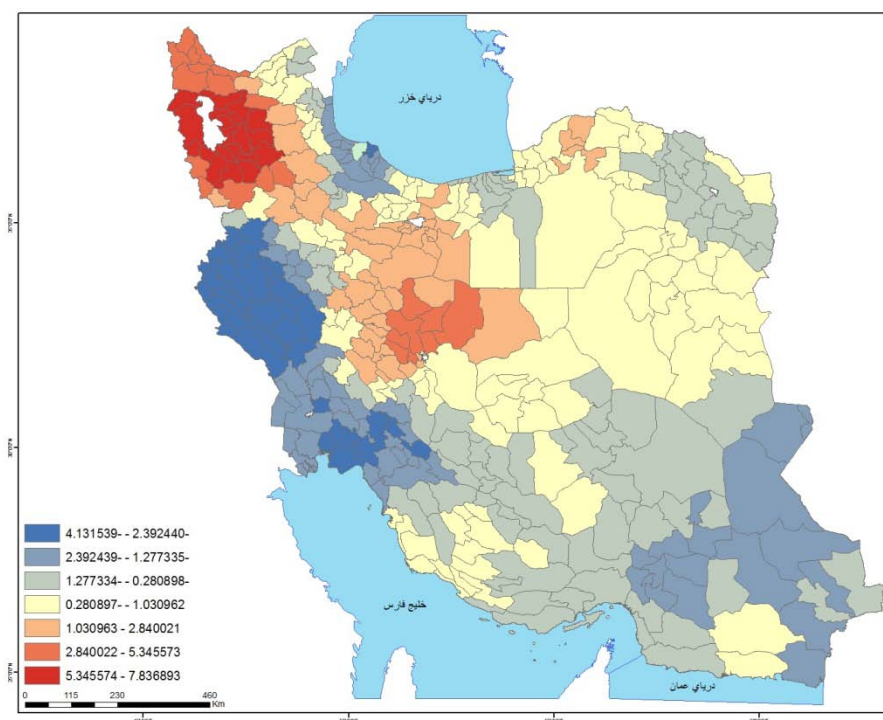 درياي خزر
خليج فارس
درياي عمان
4.131539- - 2.392440-
2.392439- - 1.277335-
1.277334- - 0.280898-
0.280897- - 1.030962
1.030963 - 2.840021
2.840022 - 5.345573
5.345574 - 7.836893
0 115 230 460
Km